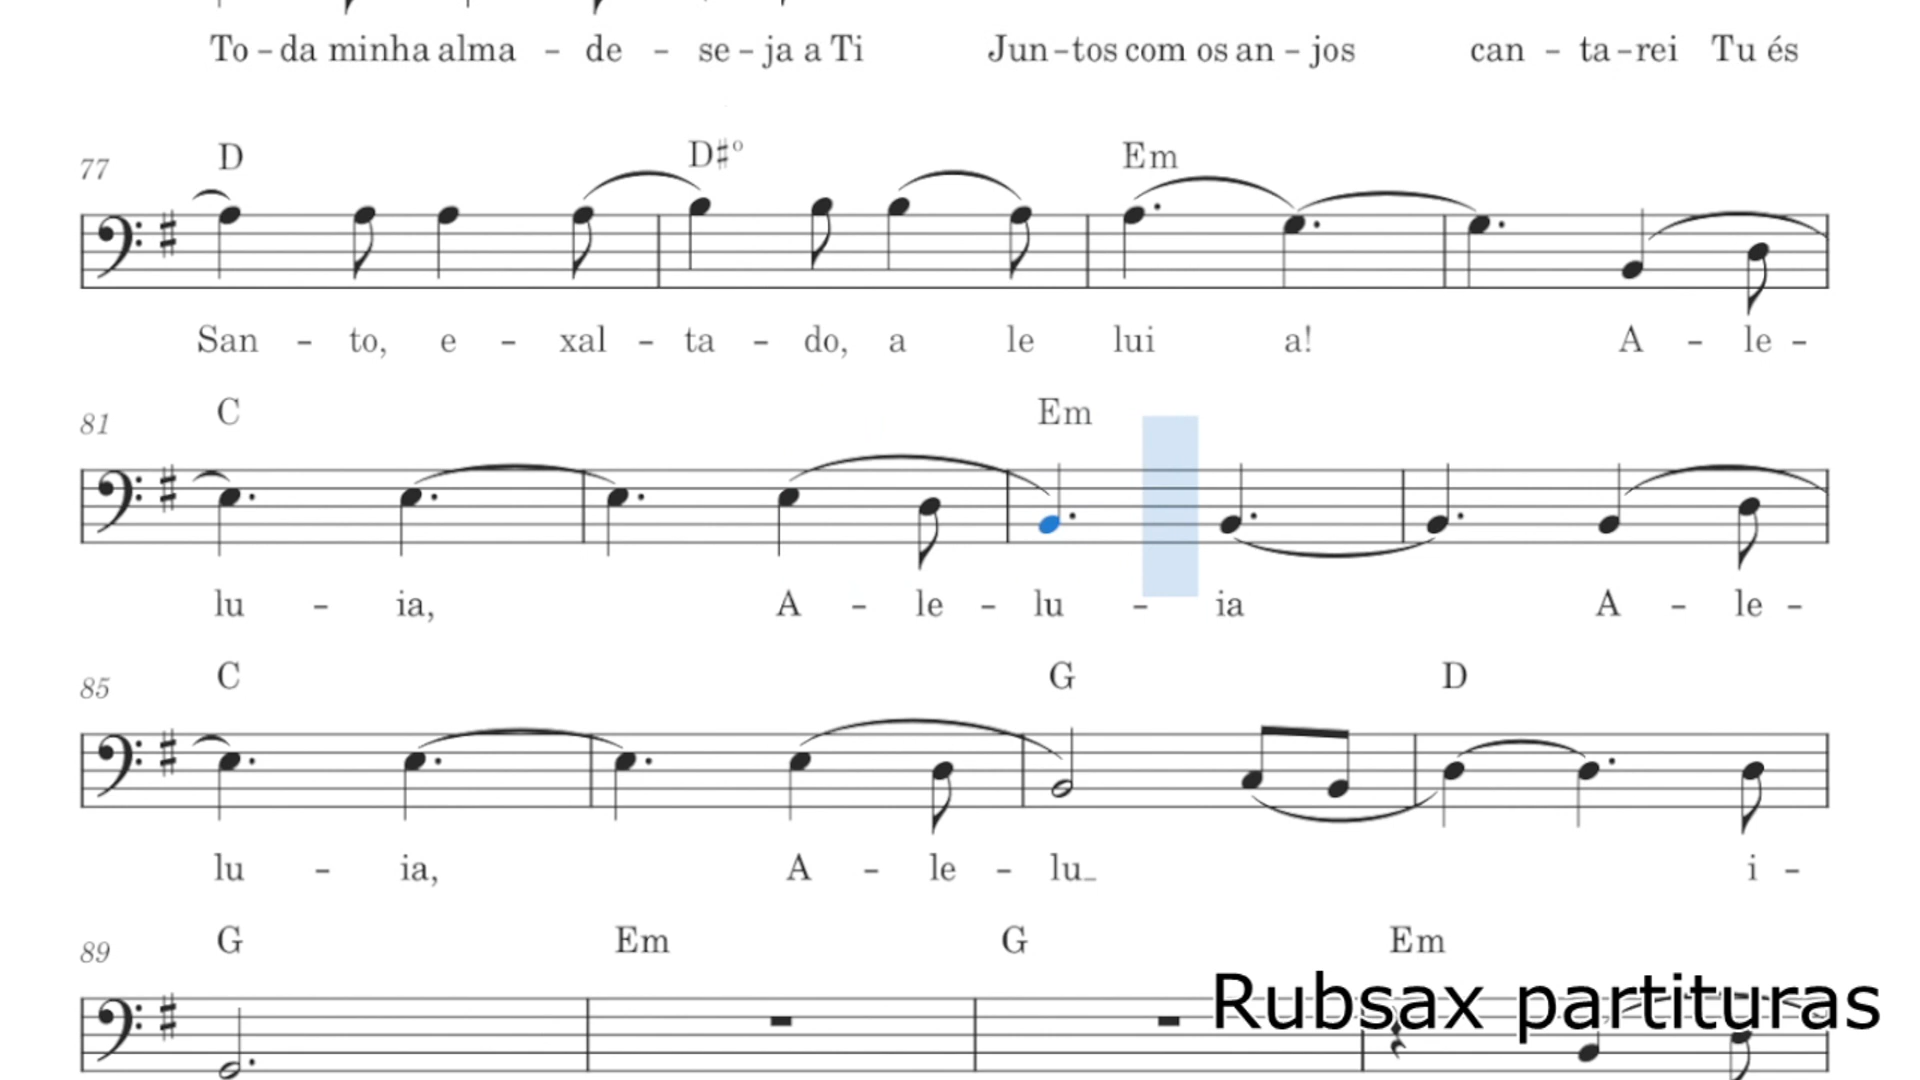 To - da minha alma - de - se - ja a Ti Jun - tos com os an - jos can - ta - rei Tu és
77 D D♯° Em
San - to, e - xal - ta - do, a le lui a! A - le -
81 C Em
lu - ia, A - le - lu - ia A - le -
85 C G D
lu - ia, A - le - lu_ i -
89 G Em G Em
Rubsax partituras